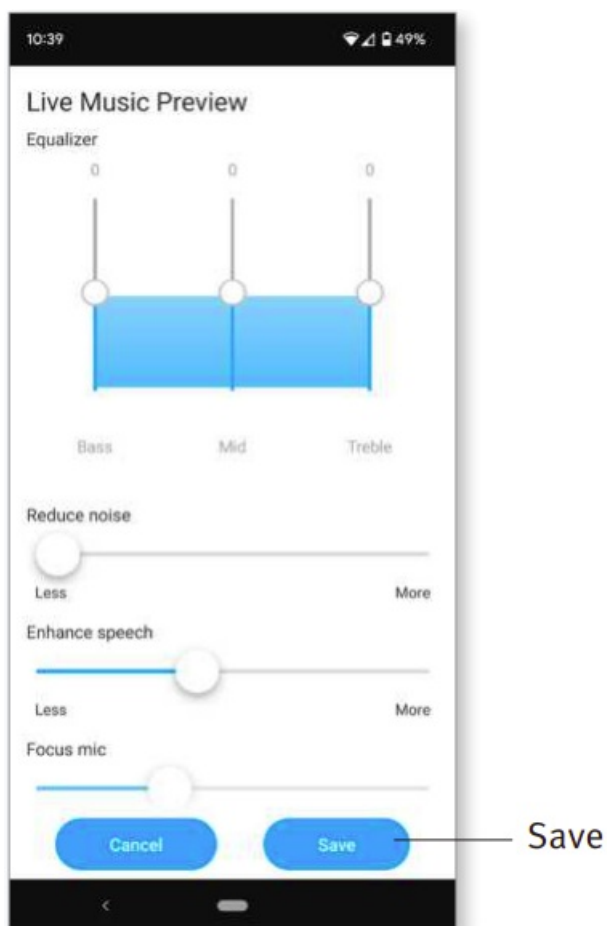 10:39 49%
Live Music Preview
Equalizer
0 0 0
Bass Mid Treble
Reduce noise
Less More
Enhance speech
Less More
Focus mic
Cancel Save Save